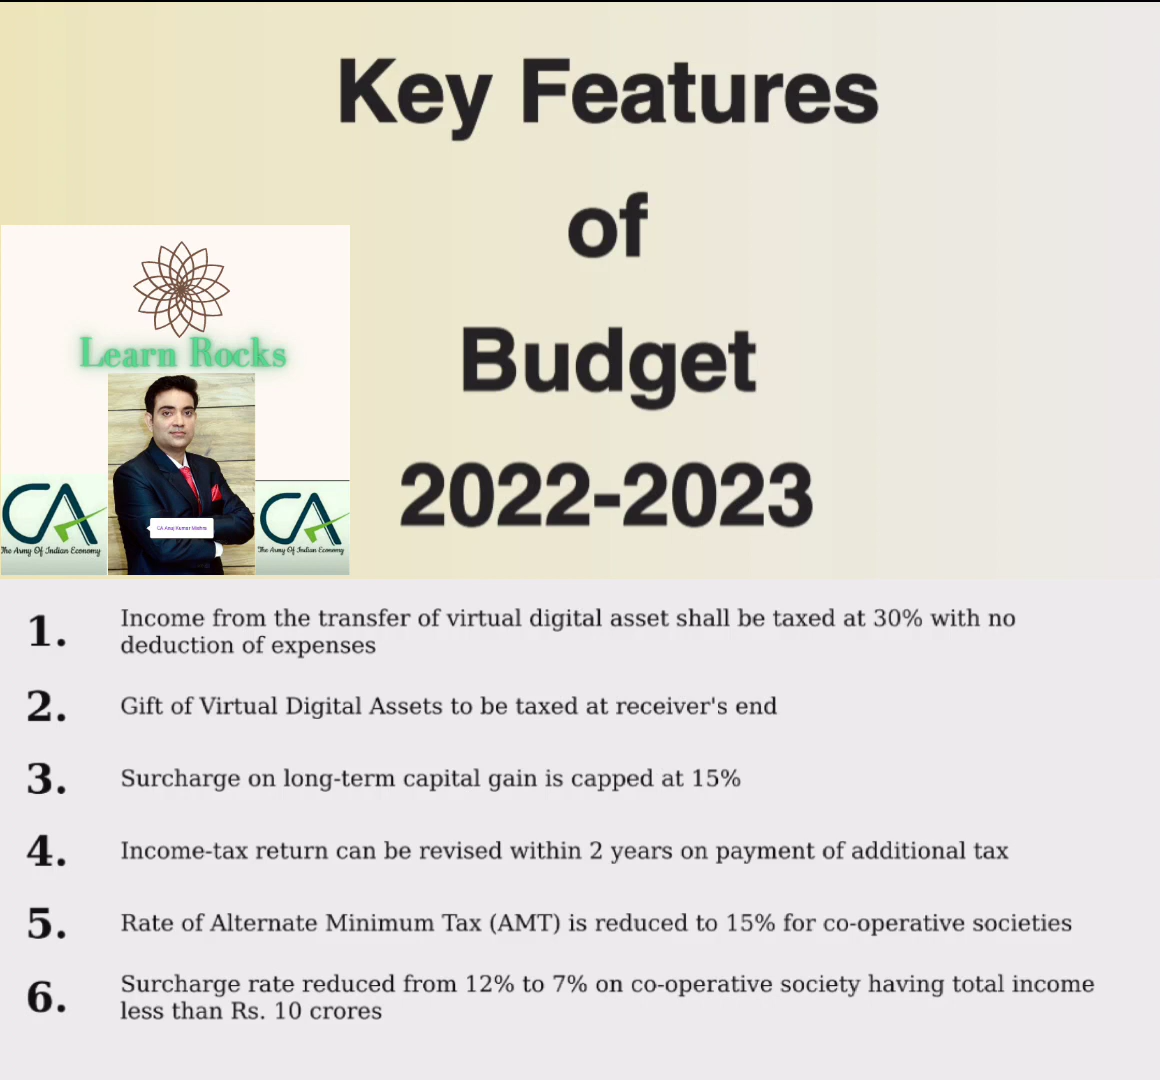 Key Features
of
Budget
2022-2023
Learn Rocks
CA
The Army Of Indian Economy
CA Anuj Kumar Mishra
CA
The Army Of Indian Economy
1. Income from the transfer of virtual digital asset shall be taxed at 30% with no
deduction of expenses
2. Gift of Virtual Digital Assets to be taxed at receiver's end
3. Surcharge on long-term capital gain is capped at 15%
4. Income-tax return can be revised within 2 years on payment of additional tax
5. Rate of Alternate Minimum Tax (AMT) is reduced to 15% for co-operative societies
6. Surcharge rate reduced from 12% to 7% on co-operative society having total income
less than Rs. 10 crores